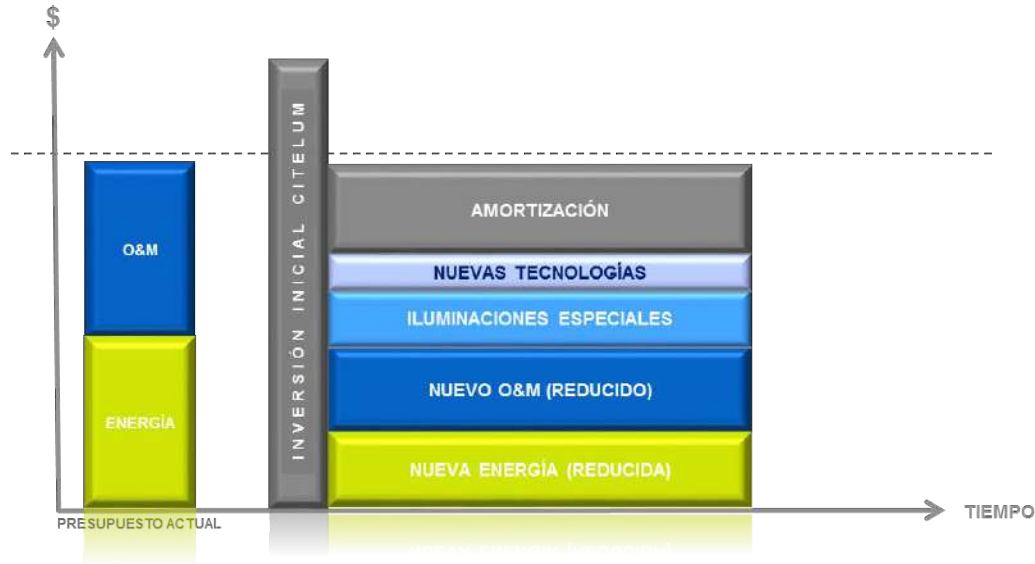 $
INVERSIÓN INICIAL CITELUM
AMORTIZACIÓN
O&M
NUEVAS TECNOLOGÍAS
ILUMINACIONES ESPECIALES
NUEVO O&M (REDUCIDO)
ENERGÍA
NUEVA ENERGÍA (REDUCIDA)
TIEMPO
PRESUPUESTO ACTUAL